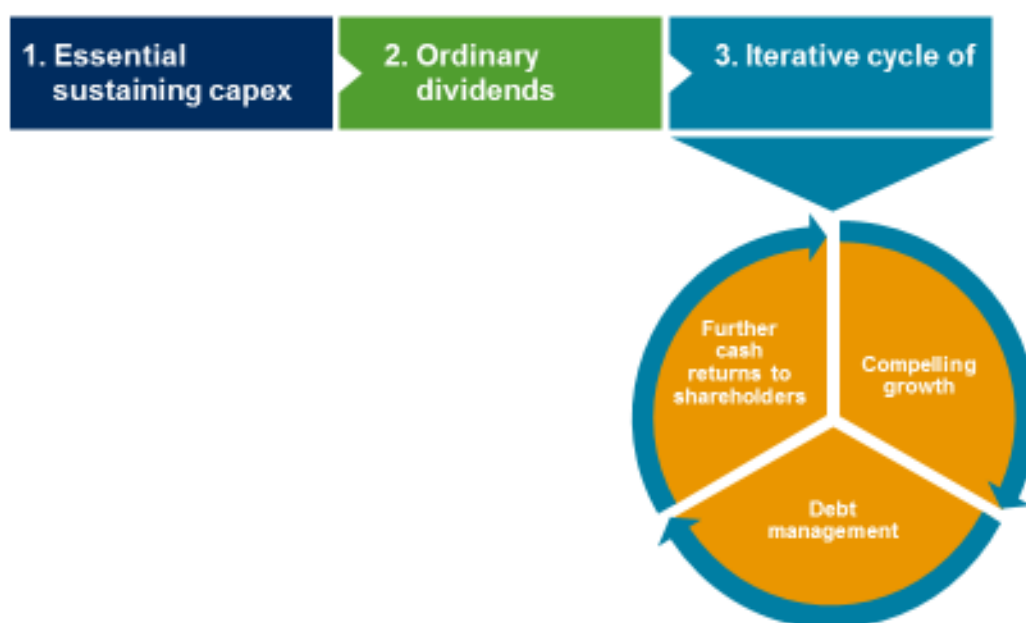 1. Essential
sustaining capex
2. Ordinary
dividends
3. Iterative cycle of
Further
cash
returns to
shareholders
Compelling
growth
Debt
management